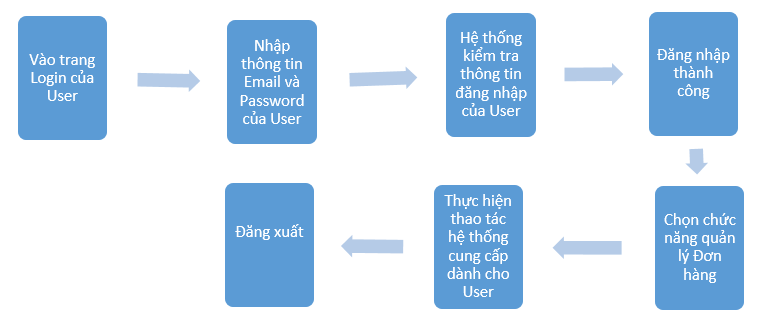 Vào trang
Login của
User
Nhập
thông tin
Email và
Password
của User
Hệ thống
kiểm tra
thông tin
đăng nhập
của User
Đăng nhập
thành
công
Chọn chức
năng quản
lý Đơn
hàng
Thực hiện
thao tác
hệ thống
cung cấp
dành cho
User
Đăng xuất